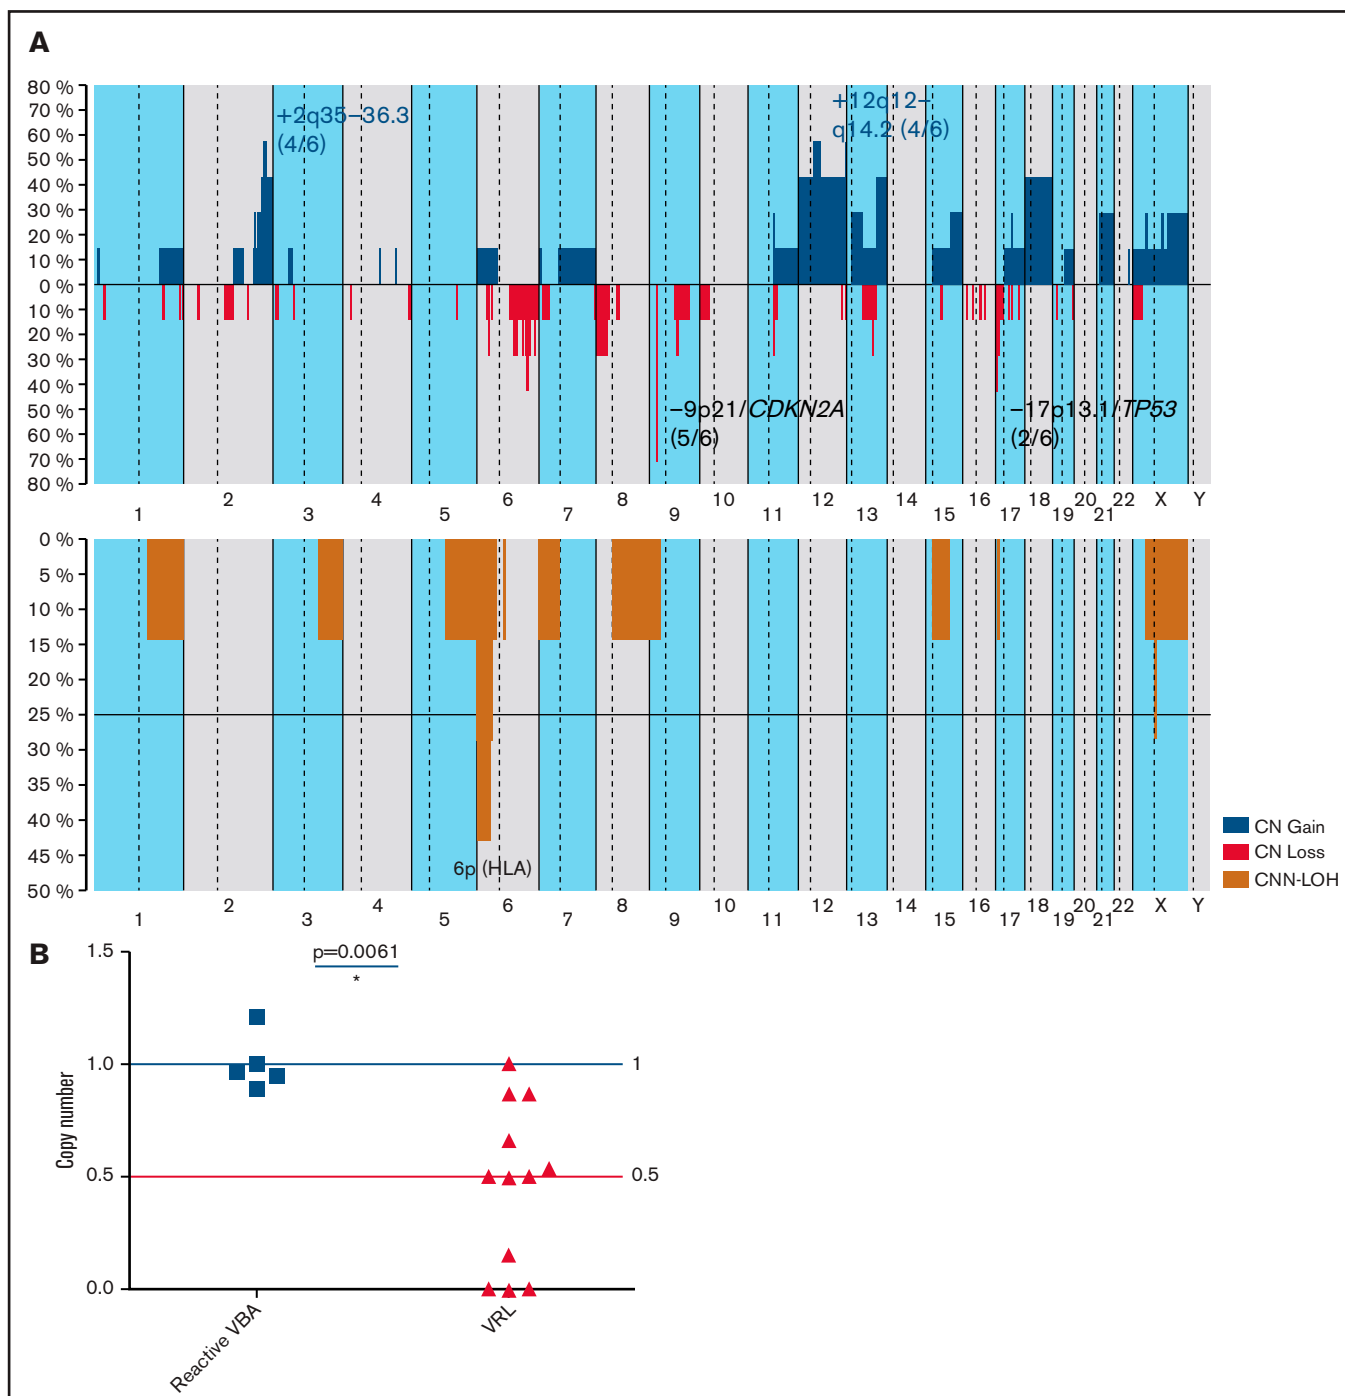 A
80 %
70 %
60 %
50 %
40 %
30 %
20 %
10 %
0 %
10 %
20 %
30 %
40 %
50 %
60 %
70 %
80 %
+2q35–36.3
(4/6)
+12q12–
q14.2 (4/6)
–9p21/CDKN2A
(5/6)
–17p13.1/TP53
(2/6)
1 2 3 4 5 6 7 8 9 10 11 12 13 14 15 16 17 18 19 20 21 22 X Y
0 %
5 %
10 %
15 %
20 %
25 %
30 %
35 %
40 %
45 %
50 %
6p (HLA)
1 2 3 4 5 6 7 8 9 10 11 12 13 14 15 16 17 18 19 20 21 22 X Y
CN Gain
CN Loss
CNN-LOH
B
p=0.0061
*
Copy number
1.5
1.0
0.5
0.0
1
0.5
Reactive VBA
VRL